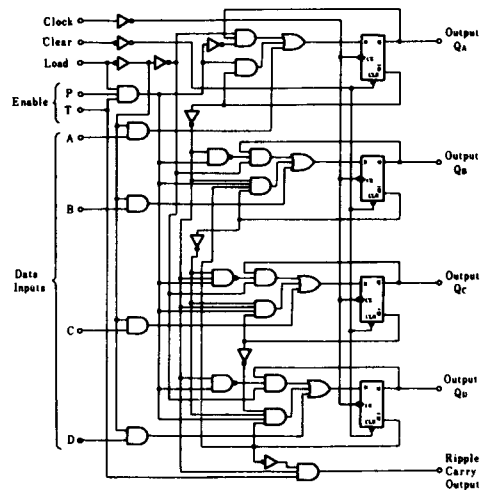 Clock
Clear
Load
Enable
P
T
A
B
Data
Inputs
C
D
Output
QA
Output
QB
Output
QC
Output
QD
Ripple
Carry
Output